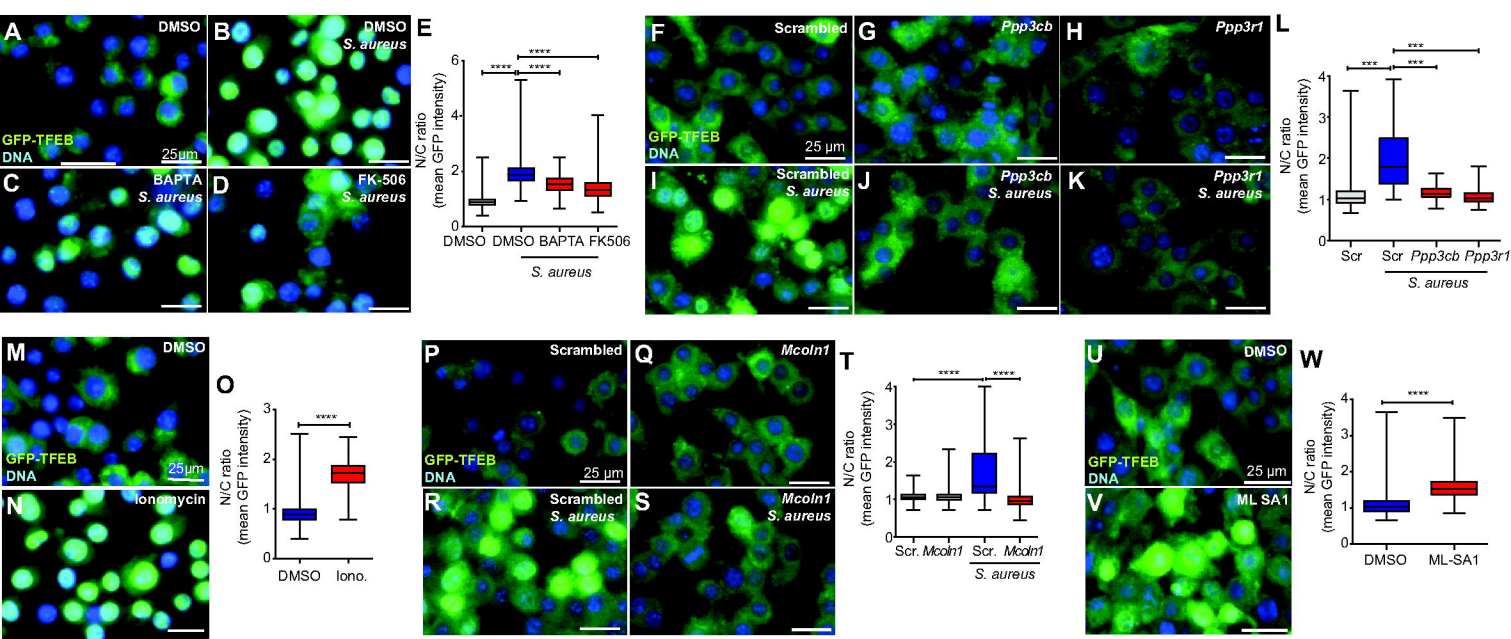 A
DMSO
GFP-TFEB
DNA
25µm
B
DMSO
S. aureus
C
BAPTA
S. aureus
D
FK-506
S. aureus
E
****
**** ****
N/C ratio
(mean GFP intensity)
6
4
2
0
DMSO DMSO BAPTA FK506
S. aureus
F
Scrambled
GFP-TFEB
DNA
25 µm
G
Ppp3cb
H
Ppp3r1
I
Scrambled
S. aureus
J
Ppp3cb
S. aureus
K
Ppp3r1
S. aureus
L
***
*** ***
N/C ratio
(mean GFP intensity)
4
3
2
1
0
Scr Scr Ppp3cb Ppp3r1
S. aureus
M
DMSO
GFP-TFEB
DNA
25µm
N
Ionomycin
O
****
N/C ratio
(mean GFP intensity)
3
2
1
0
DMSO Iono.
P
Scrambled
GFP-TFEB
DNA
25 µm
Q
Mcoln1
R
Scrambled
S. aureus
S
Mcoln1
S. aureus
T
**** ****
N/C ratio
(mean GFP intensity)
4
3
2
1
0
Scr. Mcoln1 Scr. Mcoln1
S. aureus
U
DMSO
GFP-TFEB
DNA
25 µm
V
ML SA1
W
****
N/C ratio
(mean GFP intensity)
4
3
2
1
0
DMSO ML-SA1